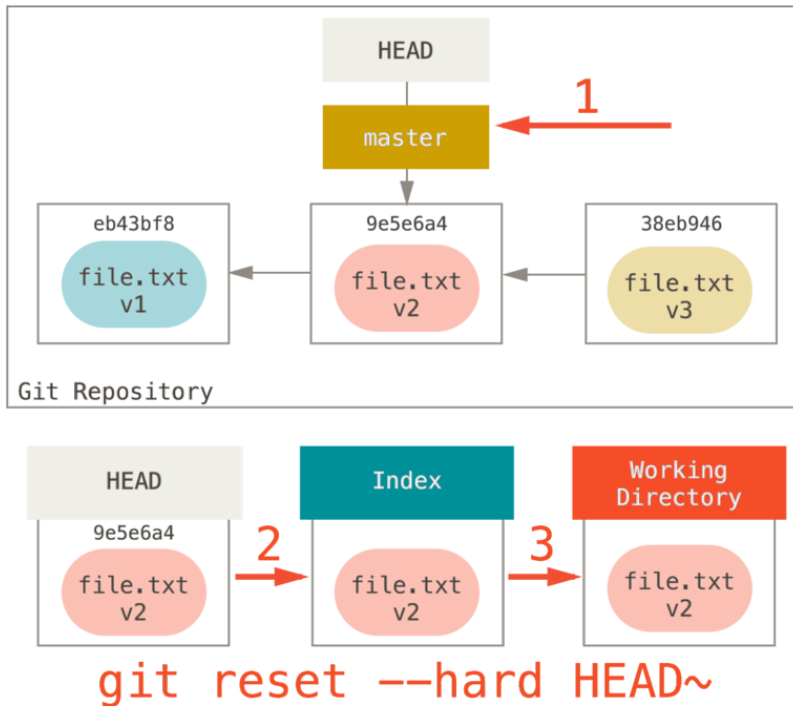 HEAD
1
master
eb43bf8
9e5e6a4
38eb946
file.txt
v1
file.txt
v2
file.txt
v3
Git Repository
HEAD
Index
Working
Directory
9e5e6a4
2
3
file.txt
v2
file.txt
v2
file.txt
v2
git reset --hard HEAD~